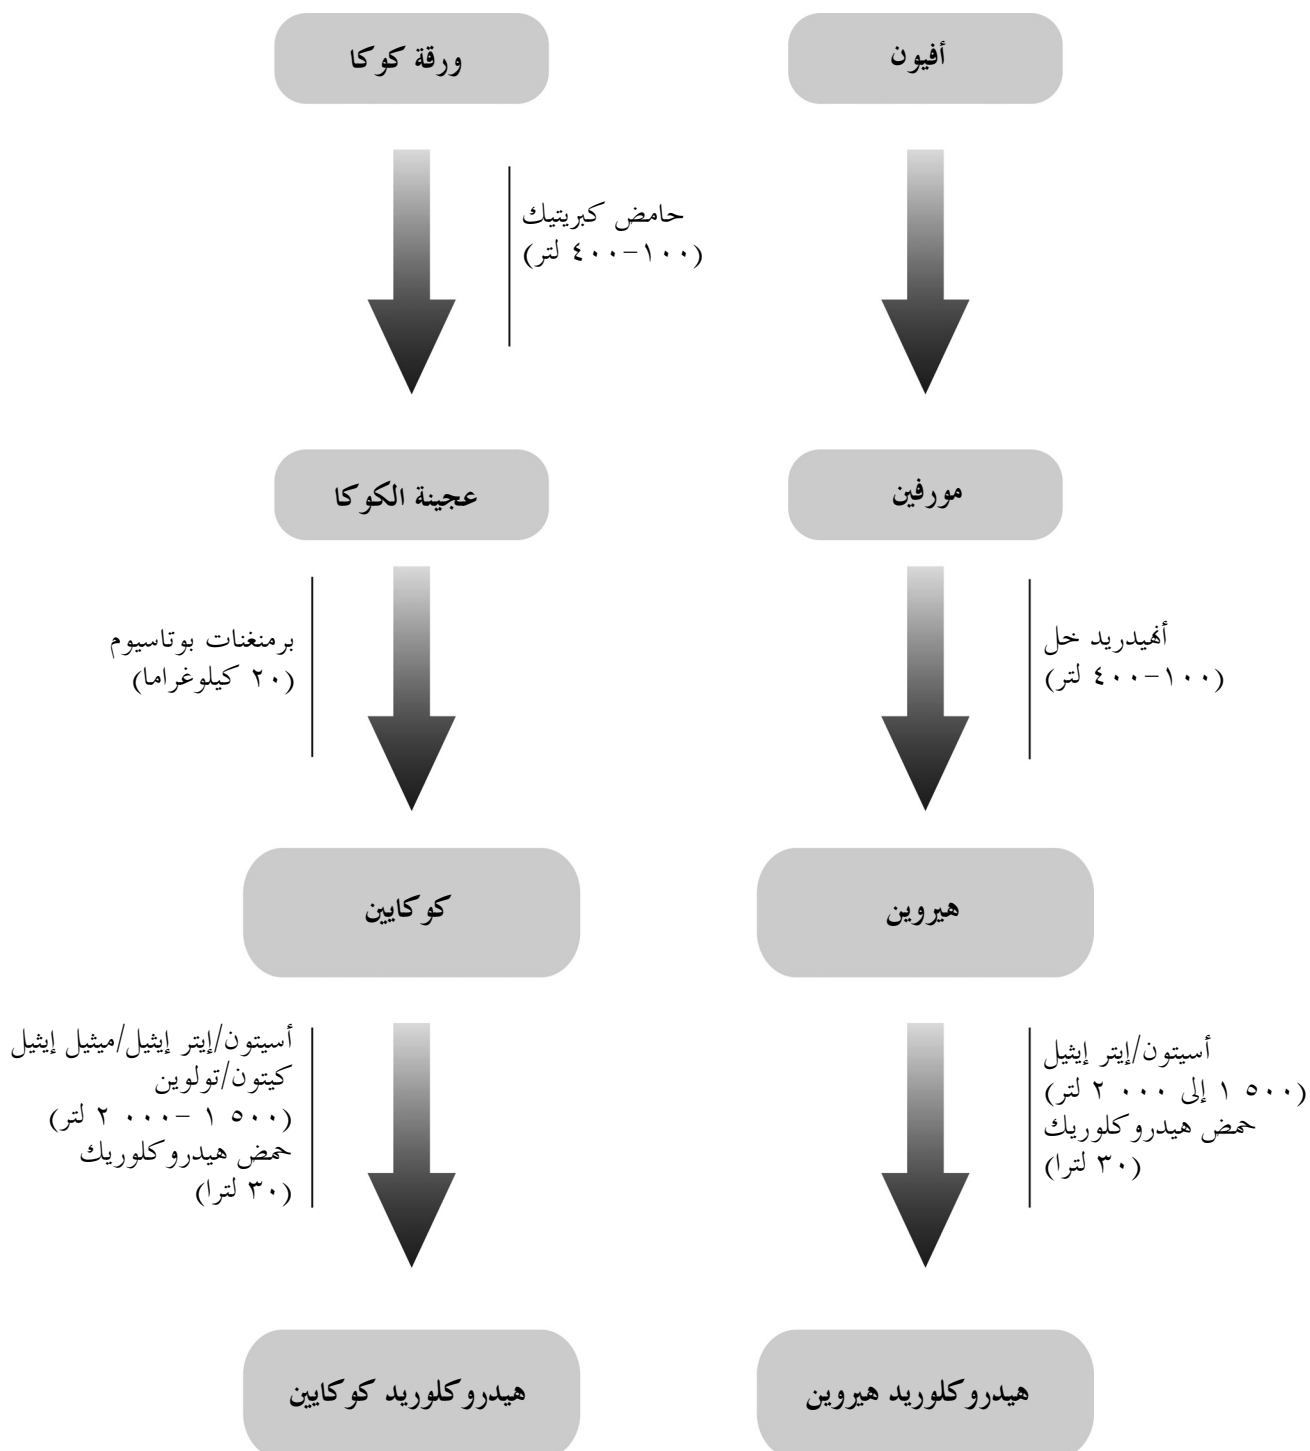 أفيون
ورقة كوكا
حامض كبريتيك
(١٠٠-٤٠٠ لتر)
مورفين
عجينة الكوكا
أنهيدريد خل
(١٠٠-٤٠٠ لتر)
برمنغنات بوتاسيوم
(٢٠ كيلوغراما)
هيروين
كوكايين
أسيتون/إيتر إيثيل
(٥٠٠ ١ إلى ٠٠٠ ٢ لتر)
حمض هيدروكلوريك
(٣٠ لترا)
أسيتون/إيتر إيثيل/ميثيل إيثيل
كيتون/تولوين
(٥٠٠ ١ -٠٠٠ ٢ لتر)
حمض هيدروكلوريك
(٣٠ لترا)
هيدروكلوريد هيروين
هيدروكلوريد كوكايين